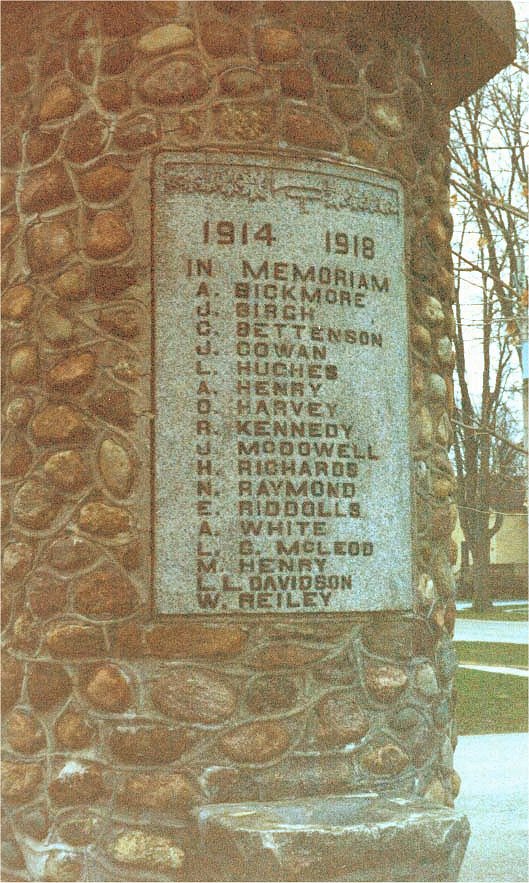 1914 1918
IN MEMORIAM
A. BICKMORE
J. BIRCH
C. BETTENSON
J. COWAN
L. HUGHES
A. HENRY
O. HARVEY
R. KENNEDY
J. MCDOWELL
H. RICHARDS
N. RAYMOND
E. RIDDOLLS
A. WHITE
L. G. MCLEOD
M. HENRY
L. L. DAVIDSON
W. REILEY